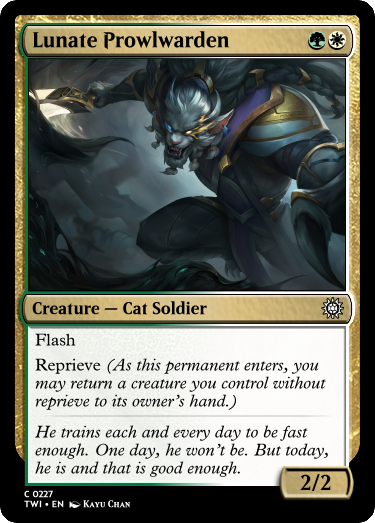 Lunate Prowlwarden
Creature — Cat Soldier
Flash
Reprieve (As this permanent enters, you
may return a creature you control without
reprieve to its owner's hand.)
He trains each and every day to be fast
enough. One day, he won't be. But today,
he is and that is good enough.
2/2
C 0227
TWI • EN Kayu Chan